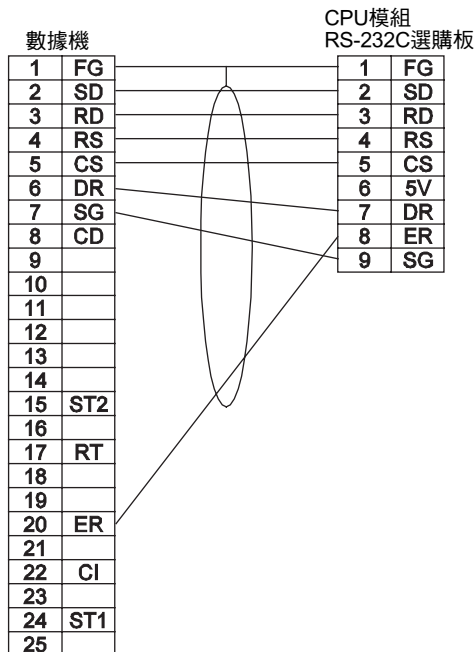 CPU模組
數據機 RS-232C選購板
1 FG 1 FG
2 SD 2 SD
3 RD 3 RD
4 RS 4 RS
5 CS 5 CS
6 DR 6 5V
7 SG 7 DR
8 CD 8 ER
9 9 SG
10
11
12
13
14
15 ST2
16
17 RT
18
19
20 ER
21
22 CI
23
24 ST1
25